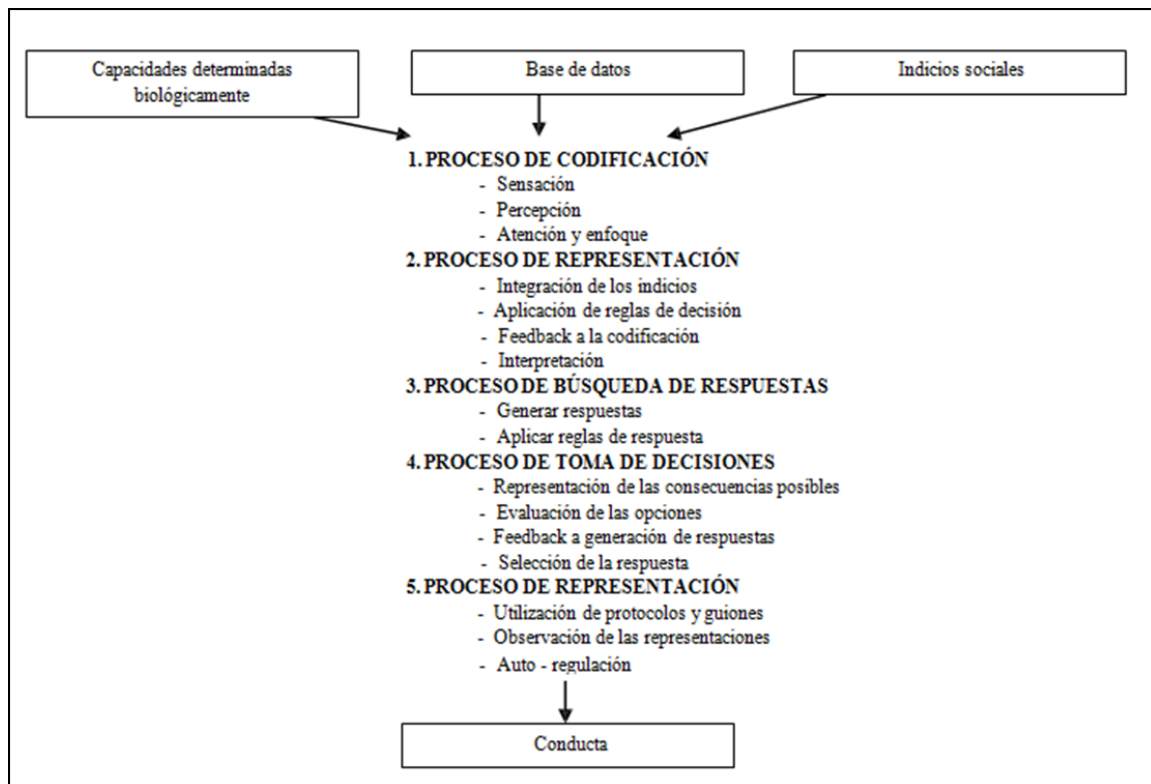 Capacidades determinadas
biológicamente
Base de datos
Indicios sociales
1. PROCESO DE CODIFICACIÓN
- Sensación
- Percepción
- Atención y enfoque
2. PROCESO DE REPRESENTACIÓN
- Integración de los indicios
- Aplicación de reglas de decisión
- Feedback a la codificación
- Interpretación
3. PROCESO DE BÚSQUEDA DE RESPUESTAS
- Generar respuestas
- Aplicar reglas de respuesta
4. PROCESO DE TOMA DE DECISIONES
- Representación de las consecuencias posibles
- Evaluación de las opciones
- Feedback a generación de respuestas
- Selección de la respuesta
5. PROCESO DE REPRESENTACIÓN
- Utilización de protocolos y guiones
- Observación de las representaciones
- Auto - regulación
Conducta